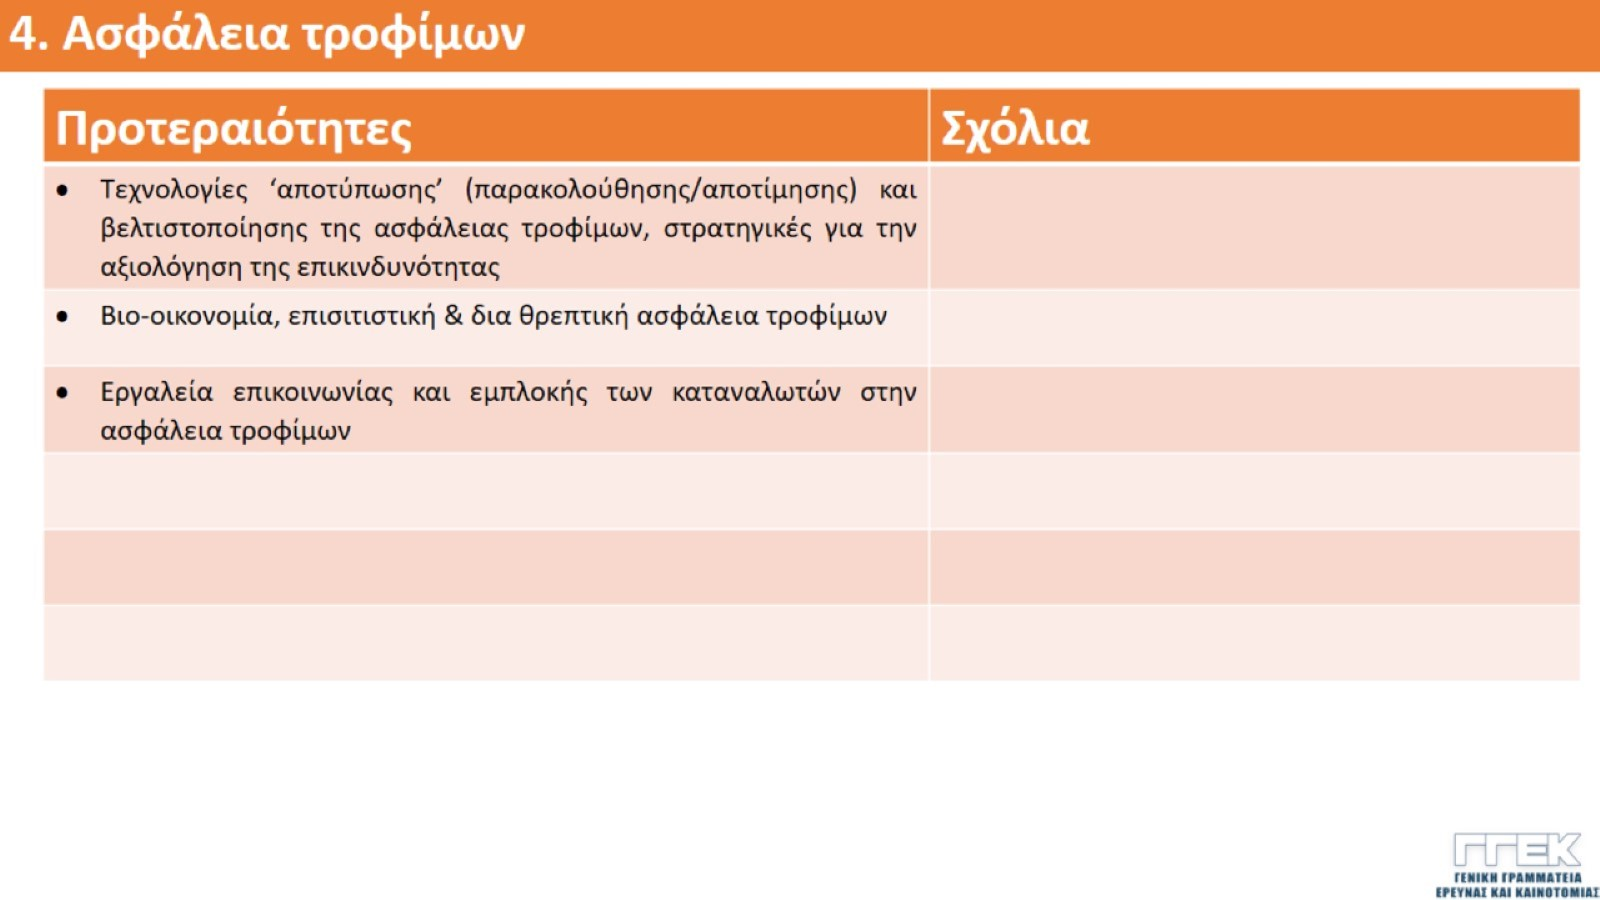 4. Ασφάλεια τροφίμων
Προτεραιότητες
Σχόλια
• Τεχνολογίες ‘αποτύπωσης’ (παρακολούθησης/αποτίμησης) και
βελτιστοποίησης της ασφάλειας τροφίμων, στρατηγικές για την
αξιολόγηση της επικινδυνότητας
• Βιο-οικονομία, επισιτιστική & δια θρεπτική ασφάλεια τροφίμων
• Εργαλεία επικοινωνίας και εμπλοκής των καταναλωτών στην
ασφάλεια τροφίμων
ΓΓΕΚ
ΓΕΝΙΚΗ ΓΡΑΜΜΑΤΕΙΑ
ΕΡΕΥΝΑΣ ΚΑΙ ΚΑΙΝΟΤΟΜΙΑΣ